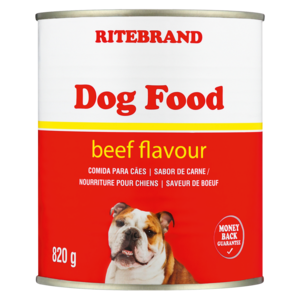 RITEBRAND
Dog Food
beef flavour
COMIDA PARA CÃES | SABOR DE CARNE /
NOURRITURE POUR CHIENS | SAVEUR DE BOEUF
MONEY
BACK
GUARANTEE
820 g